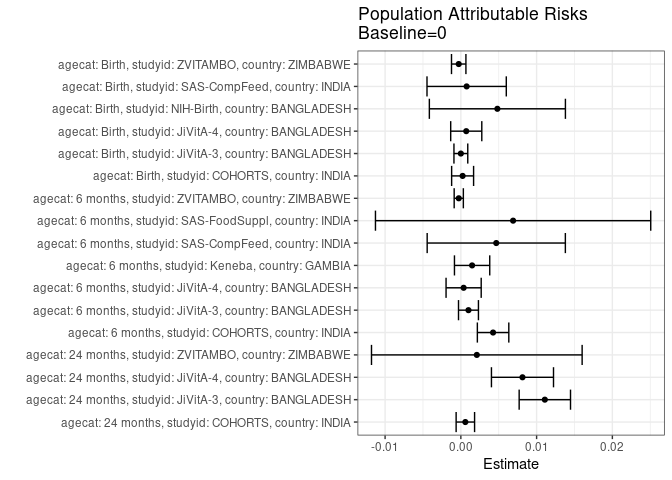 Population Attributable Risks
Baseline=0
agecat: Birth, studyid: ZVITAMBO, country: ZIMBABWE
agecat: Birth, studyid: SAS-CompFeed, country: INDIA
agecat: Birth, studyid: NIH-Birth, country: BANGLADESH
agecat: Birth, studyid: JiVitA-4, country: BANGLADESH
agecat: Birth, studyid: JiVitA-3, country: BANGLADESH
agecat: Birth, studyid: COHORTS, country: INDIA
agecat: 6 months, studyid: ZVITAMBO, country: ZIMBABWE
agecat: 6 months, studyid: SAS-FoodSuppl, country: INDIA
agecat: 6 months, studyid: SAS-CompFeed, country: INDIA
agecat: 6 months, studyid: Keneba, country: GAMBIA
agecat: 6 months, studyid: JiVitA-4, country: BANGLADESH
agecat: 6 months, studyid: JiVitA-3, country: BANGLADESH
agecat: 6 months, studyid: COHORTS, country: INDIA
agecat: 24 months, studyid: ZVITAMBO, country: ZIMBABWE
agecat: 24 months, studyid: JiVitA-4, country: BANGLADESH
agecat: 24 months, studyid: JiVitA-3, country: BANGLADESH
agecat: 24 months, studyid: COHORTS, country: INDIA
-0.01 0.00 0.01 0.02
Estimate